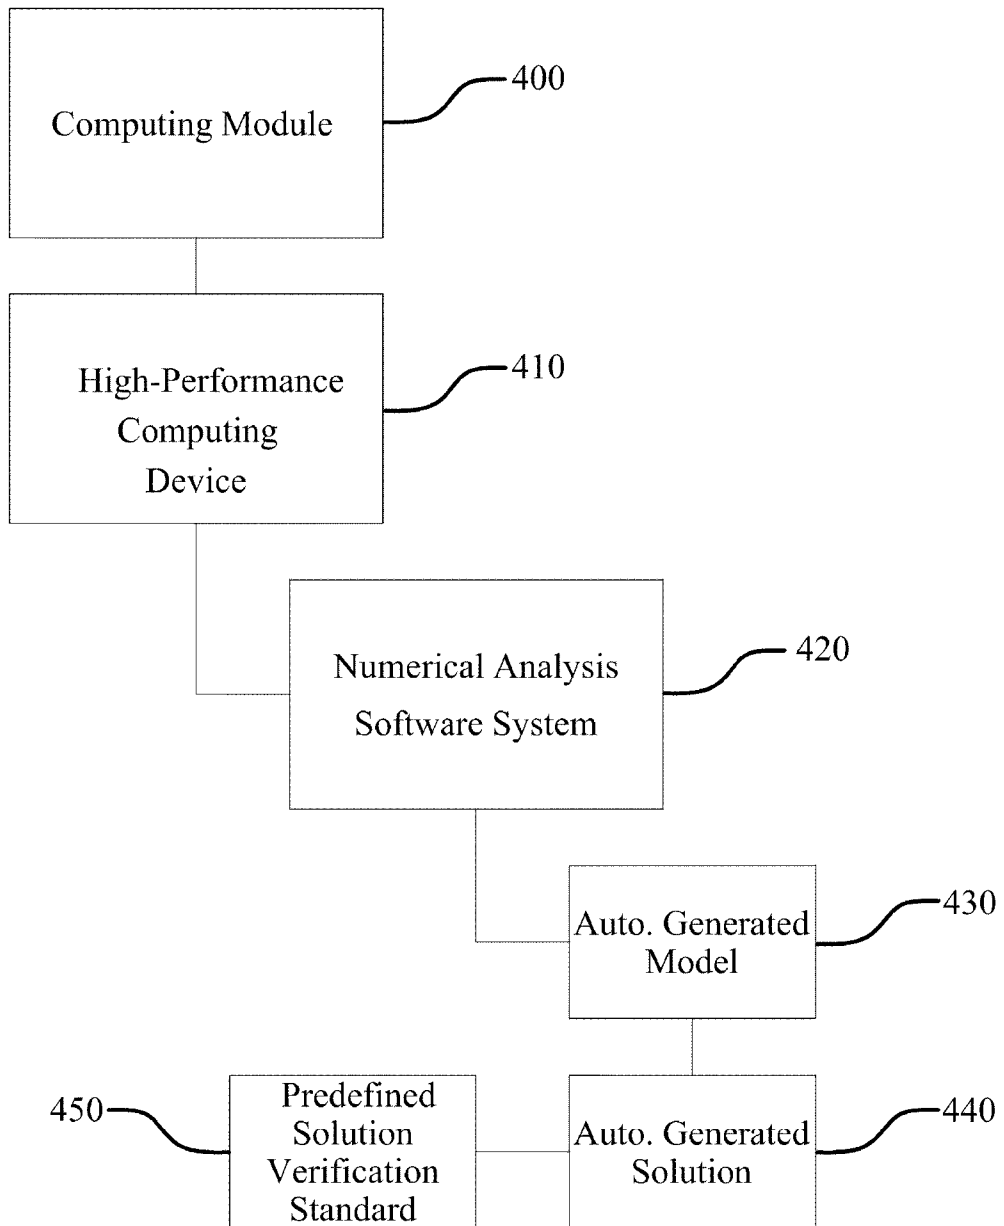 Computing Module
400
High-Performance
Computing
Device
410
Numerical Analysis
Software System
420
Auto. Generated
Model
430
450
Predefined
Solution
Verification
Standard
Auto. Generated
Solution
440